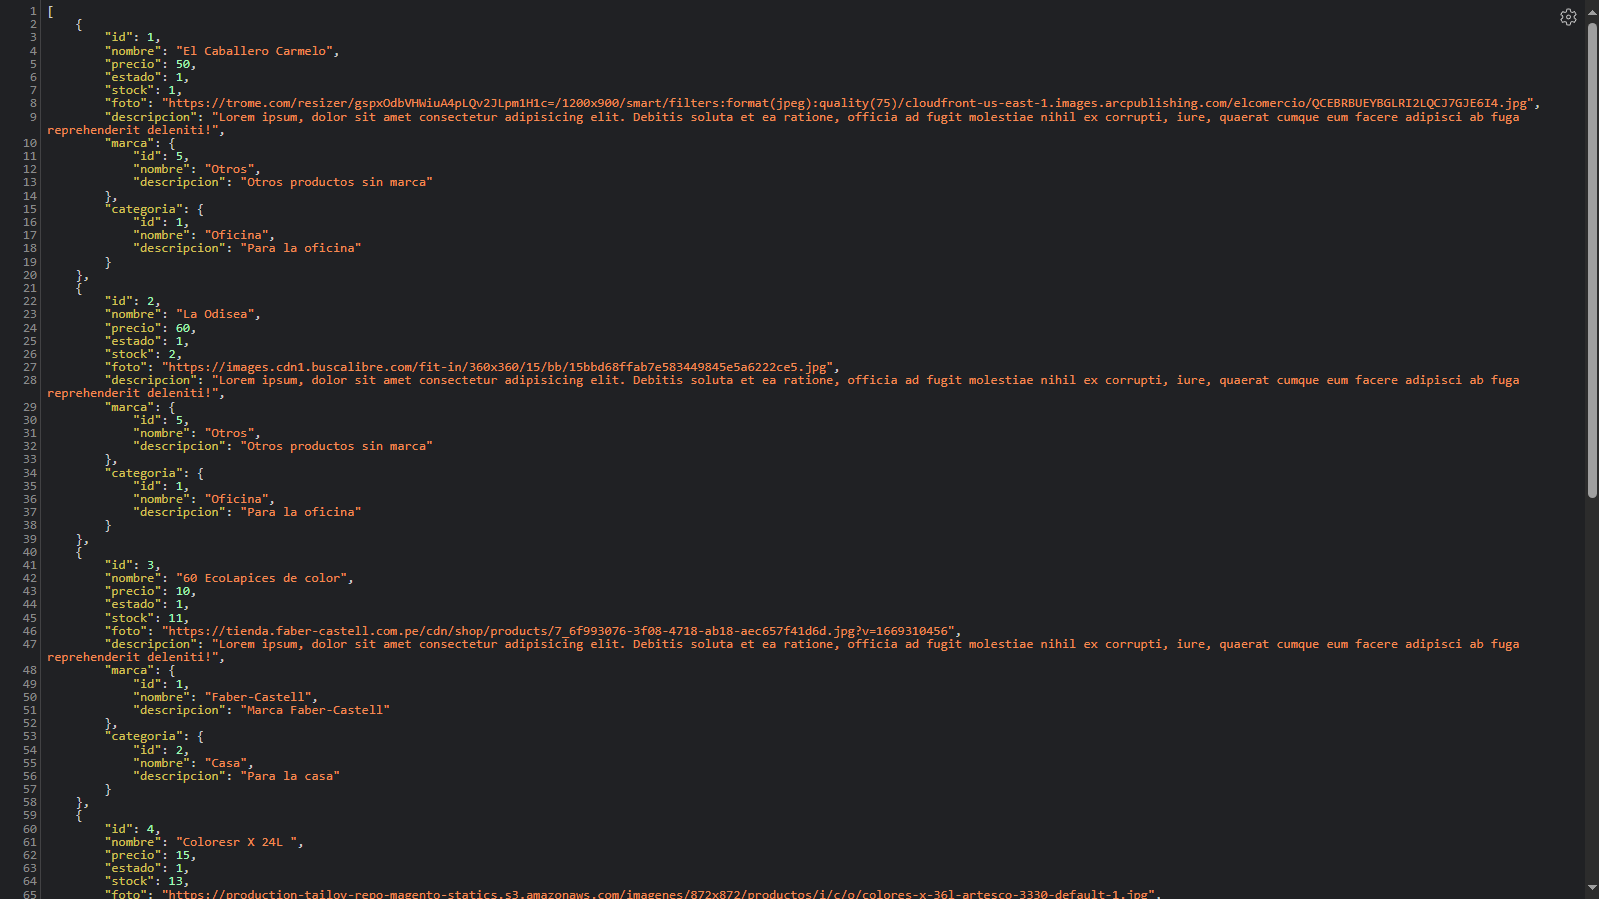 1 [
2 {
3 "id": 1,
4 "nombre": "El Caballero Carmelo",
5 "precio": 50,
6 "estado": 1,
7 "stock": 1,
8 "foto": "https://trome.com/resizer/gspxOdbVHWiuA4pLQv2JLpm1H1c=/1200x900/smart/filters:format(jpeg):quality(75)/cloudfront-us-east-1.images.arcpublishing.com/elcomercio/QCEBRBUEYBGLRI2LQCJ7GJE6I4.jpg",
9 "descripcion": "Lorem ipsum, dolor sit amet consectetur adipisicing elit. Debitis soluta et ea ratione, officia ad fugit molestiae nihil ex corrupti, iure, quaerat cumque eum facere adipisci ab fuga
reprehenderit deleniti!",
10 "marca": {
11 "id": 5,
12 "nombre": "Otros",
13 "descripcion": "Otros productos sin marca"
14 },
15 "categoria": {
16 "id": 1,
17 "nombre": "Oficina",
18 "descripcion": "Para la oficina"
19 }
20 },
21 {
22 "id": 2,
23 "nombre": "La Odisea",
24 "precio": 60,
25 "estado": 1,
26 "stock": 2,
27 "foto": "https://images.cdn1.buscalibre.com/fit-in/360x360/15/bb/15bbd68ffab7e583449845e5a6222ce5.jpg",
28 "descripcion": "Lorem ipsum, dolor sit amet consectetur adipisicing elit. Debitis soluta et ea ratione, officia ad fugit molestiae nihil ex corrupti, iure, quaerat cumque eum facere adipisci ab fuga
reprehenderit deleniti!",
29 "marca": {
30 "id": 5,
31 "nombre": "Otros",
32 "descripcion": "Otros productos sin marca"
33 },
34 "categoria": {
35 "id": 1,
36 "nombre": "Oficina",
37 "descripcion": "Para la oficina"
38 }
39 },
40 {
41 "id": 3,
42 "nombre": "60 EcoLapices de color",
43 "precio": 10,
44 "estado": 1,
45 "stock": 11,
46 "foto": "https://tienda.faber-castell.com.pe/cdn/shop/products/7_6f993076-3f08-4718-ab18-aec657f41d6d.jpg?v=1669310456",
47 "descripcion": "Lorem ipsum, dolor sit amet consectetur adipisicing elit. Debitis soluta et ea ratione, officia ad fugit molestiae nihil ex corrupti, iure, quaerat cumque eum facere adipisci ab fuga
reprehenderit deleniti!",
48 "marca": {
49 "id": 1,
50 "nombre": "Faber-Castell",
51 "descripcion": "Marca Faber-Castell"
52 },
53 "categoria": {
54 "id": 2,
55 "nombre": "Casa",
56 "descripcion": "Para la casa"
57 }
58 },
59 {
60 "id": 4,
61 "nombre": "Coloresr X 24L ",
62 "precio": 15,
63 "estado": 1,
64 "stock": 13,
65 "foto": "https://production-tailoy-repo-magento-statics.s3.amazonaws.com/imagenes/872x872/productos/i/c/o/colores-x-36l-artesco-3330-default-1.jpg",